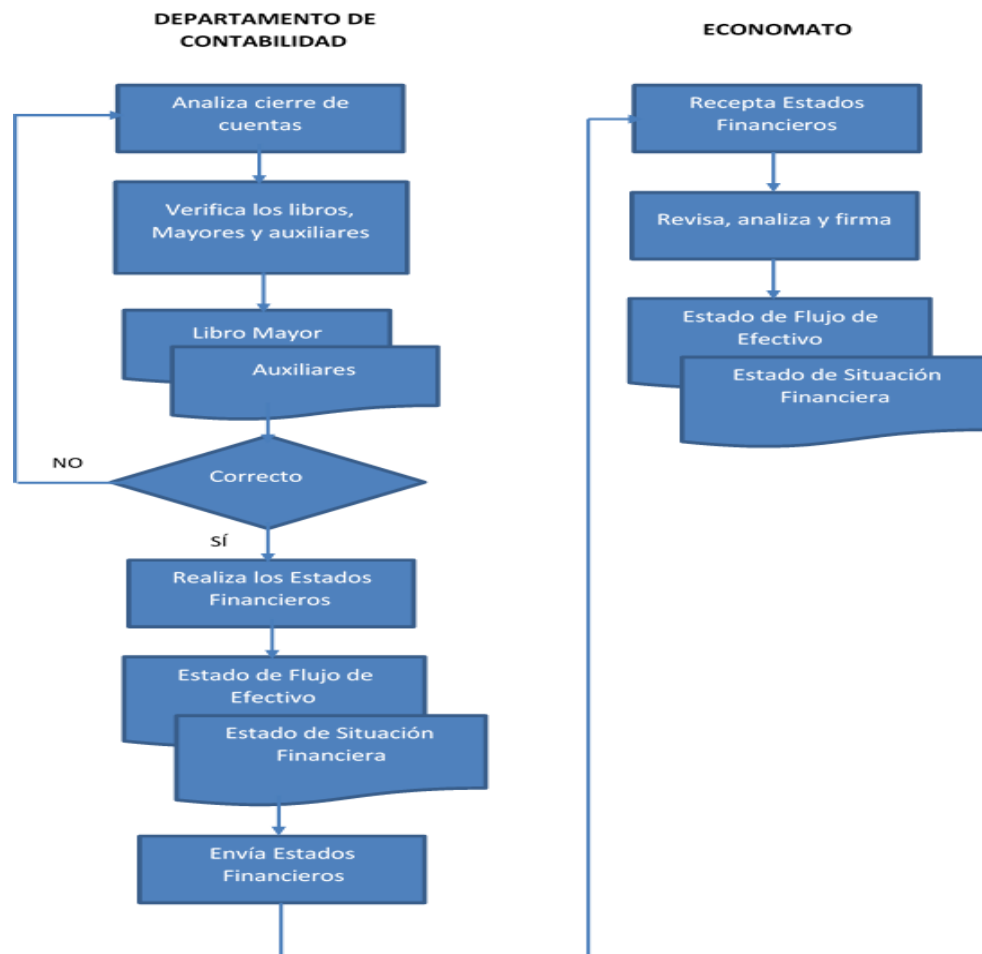 DEPARTAMENTO DE
CONTABILIDAD
Analiza cierre de
cuentas
Verifica los libros,
Mayores y auxiliares
Libro Mayor
Auxiliares
NO
Correcto
SÍ
Realiza los Estados
Financieros
Estado de Flujo de
Efectivo
Estado de Situación
Financiera
Envía Estados
Financieros
ECONOMATO
Recepta Estados
Financieros
Revisa, analiza y firma
Estado de Flujo de
Efectivo
Estado de Situación
Financiera